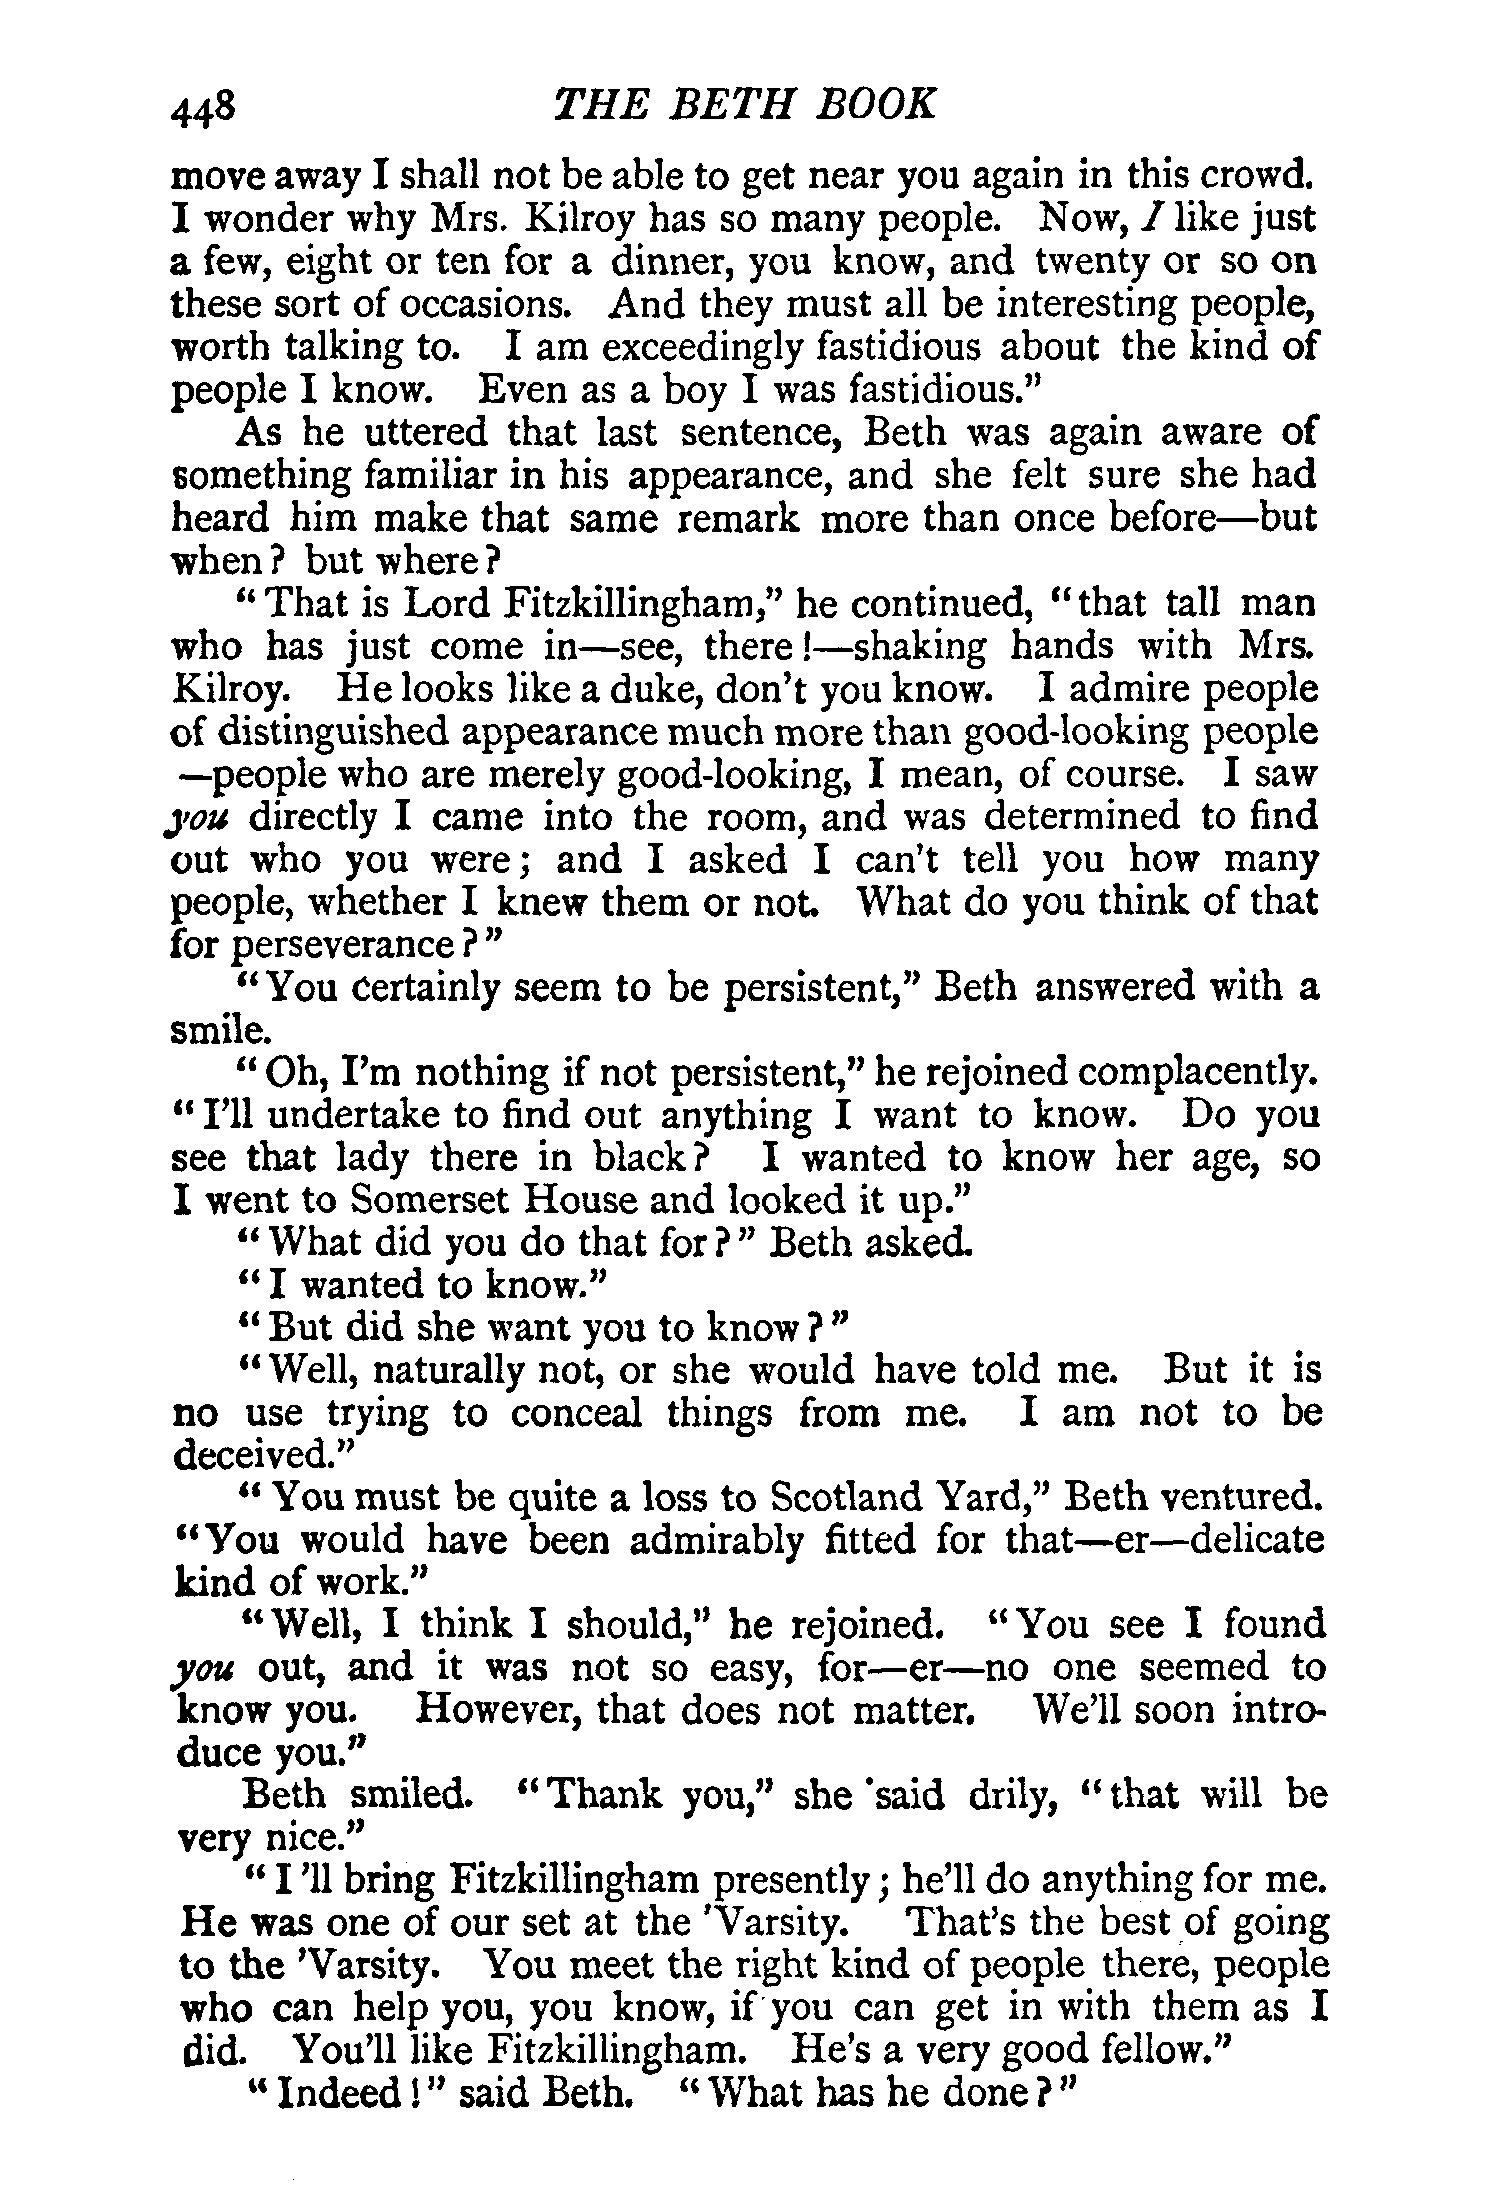 448 THE BETH BOOK
move away I shall not be able to get near you again in this crowd.
I wonder why Mrs. Kilroy has so many people. Now, I like just
a few, eight or ten for a dinner, you know, and twenty or so on
these sort of occasions. And they must all be interesting people,
worth talking to. I am exceedingly fastidious about the kind of
people I know. Even as a boy I was fastidious."
As he uttered that last sentence, Beth was again aware of
something familiar in his appearance, and she felt sure she had
heard him make that same remark more than once before—but
when? but where?
"That is Lord Fitzkillingham," he continued, "that tall man
who has just come in—see, there!—shaking hands with Mrs.
Kilroy. He looks like a duke, don't you know. I admire people
of distinguished appearance much more than good-looking people
—people who are merely good-looking, I mean, of course. I saw
you directly I came into the room, and was determined to find
out who you were; and I asked I can't tell you how many
people, whether I knew them or not. What do you think of that
for perseverance?"
"You certainly seem to be persistent," Beth answered with a
smile.
"Oh, I'm nothing if not persistent," he rejoined complacently.
"I'll undertake to find out anything I want to know. Do you
see that lady there in black? I wanted to know her age, so
I went to Somerset House and looked it up."
"What did you do that for?" Beth asked.
"I wanted to know."
"But did she want you to know?"
"Well, naturally not, or she would have told me. But it is
no use trying to conceal things from me. I am not to be
deceived."
"You must be quite a loss to Scotland Yard," Beth ventured.
"You would have been admirably fitted for that—er—delicate
kind of work."
"Well, I think I should," he rejoined. "You see I found
you out, and it was not so easy, for—er—no one seemed to
know you. However, that does not matter. We'll soon intro-
duce you."
Beth smiled. "Thank you," she said drily, "that will be
very nice."
"I'll bring Fitzkillingham presently; he'll do anything for me.
He was one of our set at the 'Varsity. That's the best of going
to the 'Varsity. You meet the right kind of people there, people
who can help you, you know, if you can get in with them as I
did. You'll like Fitzkillingham. He's a very good fellow."
"Indeed!" said Beth. "What has he done?"